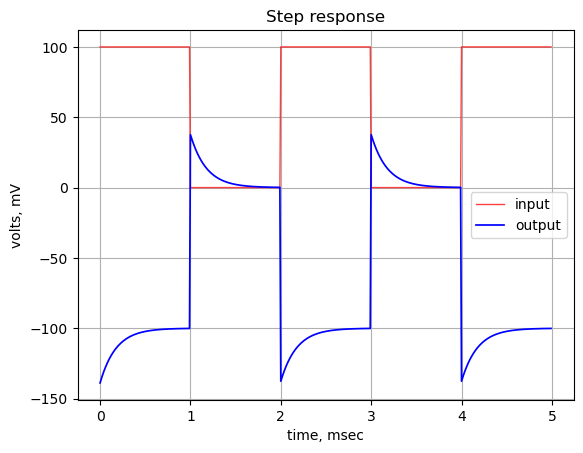 Step response
100
50
0
−50
−100
−150
volts, mV
input
output
0 1 2 3 4 5
time, msec